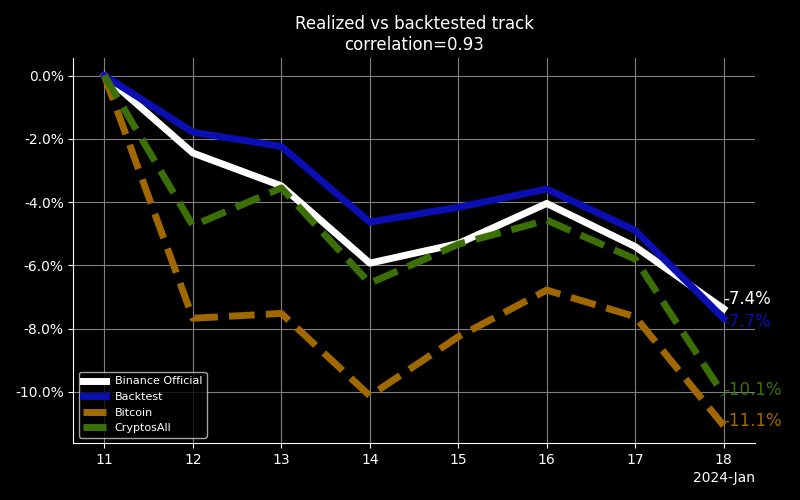 Realized vs backtested track
correlation=0.93
0.0%
-2.0%
-4.0%
-6.0%
-8.0%
-10.0%
-7.4%
-7.7%
-10.1%
-11.1%
Binance Official
Backtest
Bitcoin
CryptosAll
11 12 13 14 15 16 17 18
2024-Jan